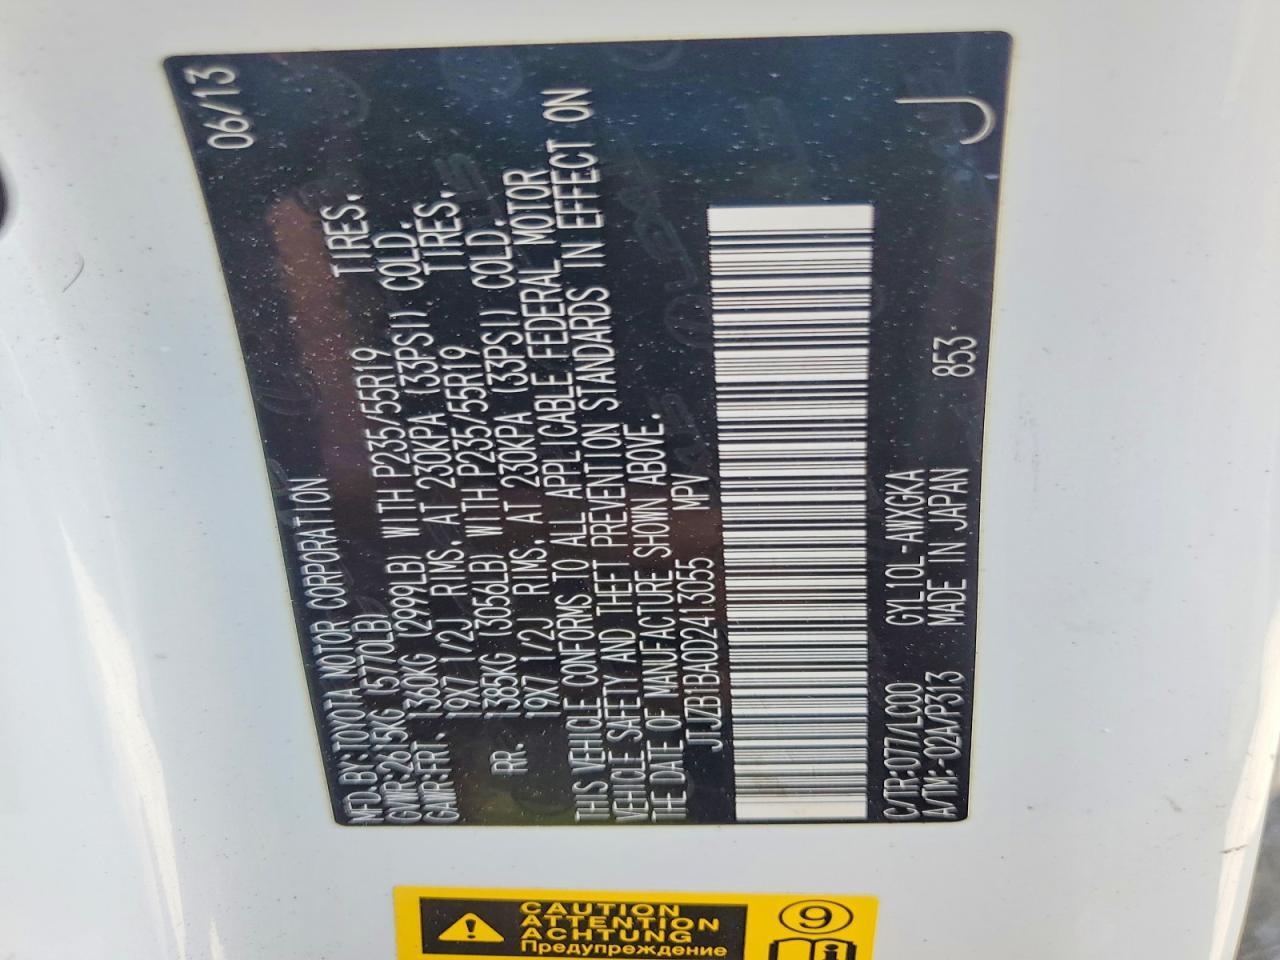 06/13
MFD.BY:TOYOTA MOTOR CORPORATION
GVWR:2615KG (5770LB)
GAWR:FRT. 1360KG (2999LB) WITH P235/55R19 TIRES.
19X7 1/2J RIMS. AT 230KPA (33PSI) COLD.
RR. 1385KG (3056LB) WITH P235/55R19 TIRES.
19X7 1/2J RIMS. AT 230KPA (33PSI) COLD.
THIS VEHICLE CONFORMS TO ALL APPLICABLE FEDERAL MOTOR
VEHICLE SAFETY AND THEFT PREVENTION STANDARDS IN EFFECT ON
THE DATE OF MANUFACTURE SHOWN ABOVE.
JTJZB1BA0D2413055 MPV
C/TR:077/LC00 GYL10L-AWXGKA
A/TM:-02A/P313 MADE IN JAPAN 853
J
CAUTION
ATTENTION
ACHTUNG
Предупреждение
9
i